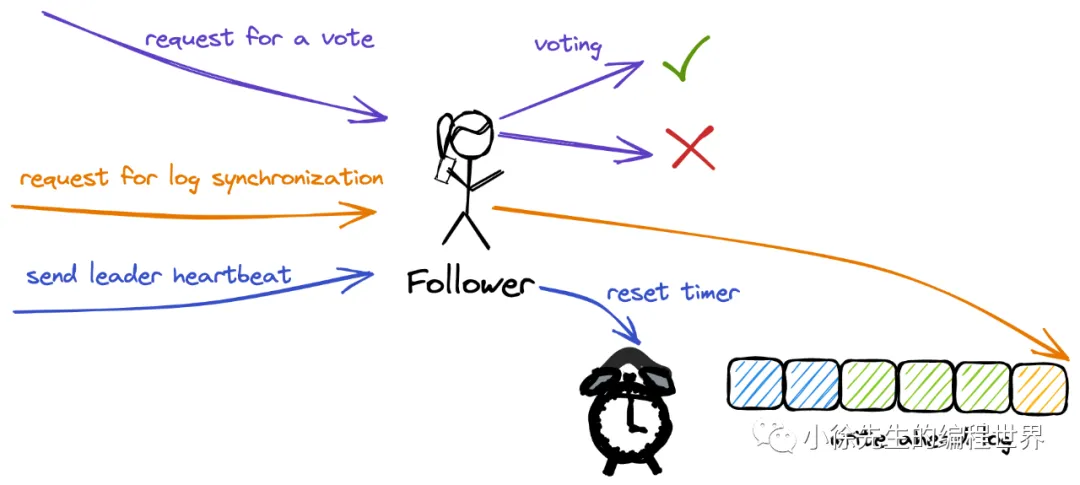 request for a vote
voting
request for log synchronization
send leader heartbeat
Follower
reset timer
小徐先生的编程世界